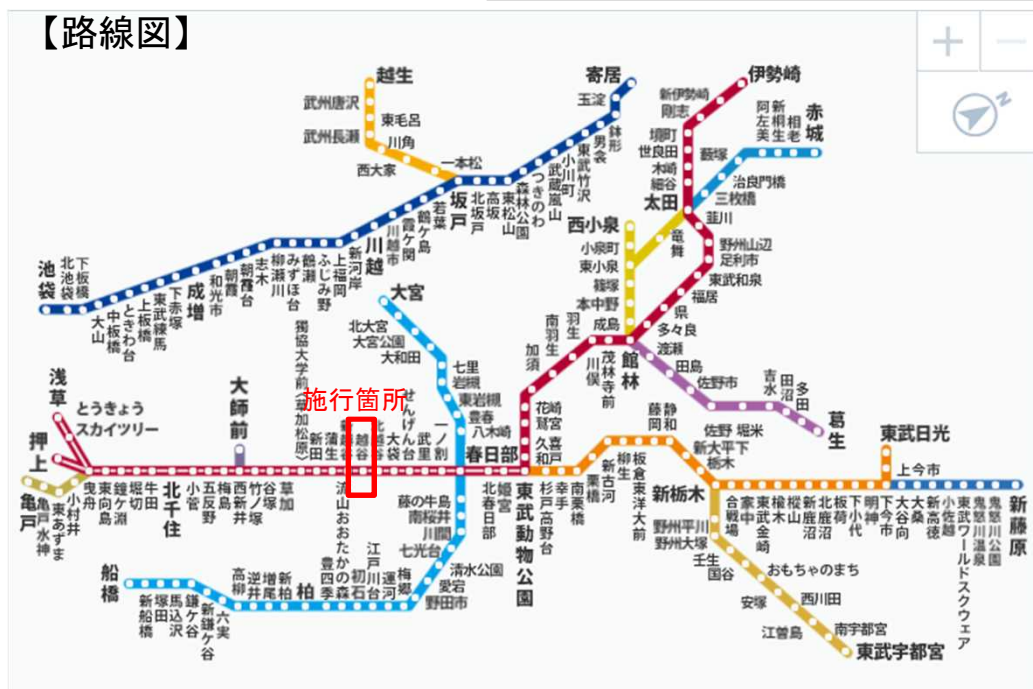 【路線図】
越生
武州唐沢
東毛呂
武州長瀬
川角
西大家
一本松
寄居
玉淀
鉢形
男衾
東武竹沢
小川町
武蔵嵐山
つきのわ
森林公園
東松山
高坂
北坂戸
坂戸
若葉
鶴ケ島
霞ケ関
川越市
川越
新河岸
上福岡
ふじみ野
鶴瀬
みずほ台
柳瀬川
志木
朝霞台
朝霞
和光市
成増
下赤塚
東武練馬
上板橋
ときわ台
中板橋
大山
下板橋
北池袋
池袋
伊勢崎
新伊勢崎
剛志
境町
世良田
木崎
細谷
太田
赤城
相老
新桐生
阿左美
藪塚
治良門橋
三枚橋
韮川
野州山辺
足利市
東武和泉
福居
県
多々良
西小泉
小泉町
東小泉
竜舞
篠塚
本中野
成島
館林
渡瀬
田島
佐野市
佐野
堀米
吉水
田沼
多田
葛生
茂林寺前
川俣
羽生
南羽生
加須
花崎
鷲宮
久喜
和戸
大宮
北大宮
大宮公園
大和田
七里
岩槻
東岩槻
豊春
八木崎
春日部
藤の牛島
南桜井
川間
七光台
清水公園
愛宕
野田市
梅郷
運河
江戸川台
初石
流山おおたかの森
豊四季
柏
新柏
増尾
逆井
高柳
六実
新鎌ケ谷
鎌ケ谷
馬込沢
塚田
新船橋
船橋
浅草
とうきょう
スカイツリー
押上
亀戸
亀戸水神
東あずま
小村井
曳舟
東向島
鐘ケ淵
堀切
牛田
北千住
小菅
五反野
梅島
西新井
大師前
竹ノ塚
谷塚
草加
獨協大学前〈草加松原〉
新田
蒲生
施行箇所
越谷
大袋
せんげん台
武里
一ノ割
北春日部
姫宮
東武動物公園
杉戸高野台
幸手
南栗橋
栗橋
新古河
柳生
板倉東洋大前
藤岡
静和
新大平下
栃木
新栃木
合戦場
家中
東武金崎
楡木
樅山
新鹿沼
北鹿沼
板荷
下小代
明神
下今市
東武日光
上今市
大谷向
大桑
新高徳
小佐越
東武ワールドスクウェア
鬼怒川温泉
鬼怒川公園
新藤原
野州平川
野州大塚
壬生
国谷
おもちゃのまち
安塚
西川田
江曽島
南宇都宮
東武宇都宮
N